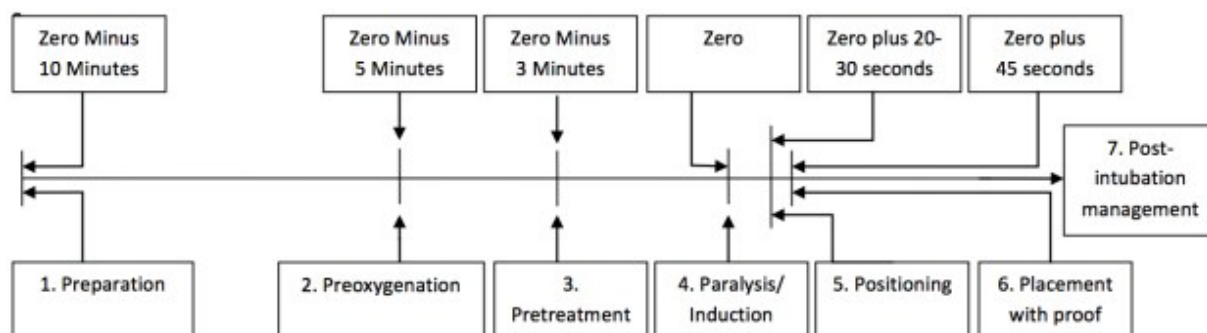 Zero Minus
10 Minutes
Zero Minus
5 Minutes
Zero Minus
3 Minutes
Zero
Zero plus 20-
30 seconds
Zero plus
45 seconds
7. Post-
intubation
management
1. Preparation
2. Preoxygenation
3.
Pretreatment
4. Paralysis/
Induction
5. Positioning
6. Placement
with proof